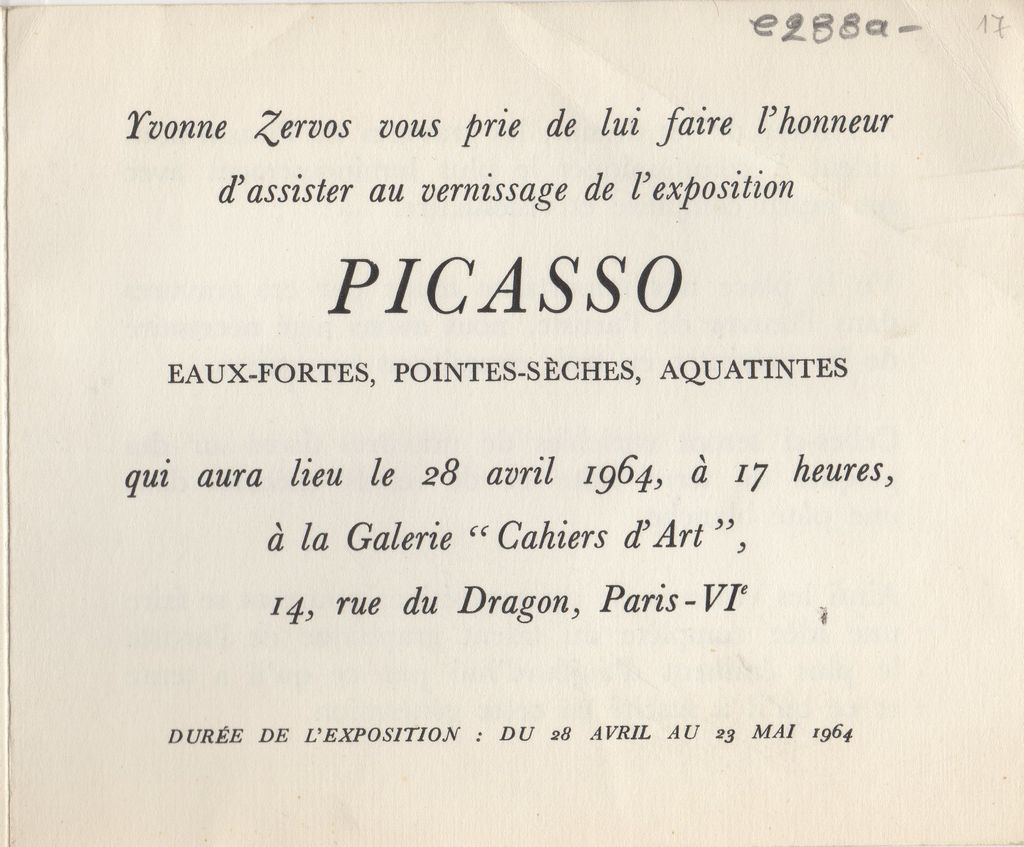 e288a-
17
Yvonne Zervos vous prie de lui faire l'honneur
d'assister au vernissage de l'exposition
PICASSO
EAUX-FORTES, POINTES-SÈCHES, AQUATINTES
qui aura lieu le 28 avril 1964, à 17 heures,
à la Galerie “Cahiers d'Art”,
14, rue du Dragon, Paris-VIe
DURÉE DE L'EXPOSITION : DU 28 AVRIL AU 23 MAI 1964